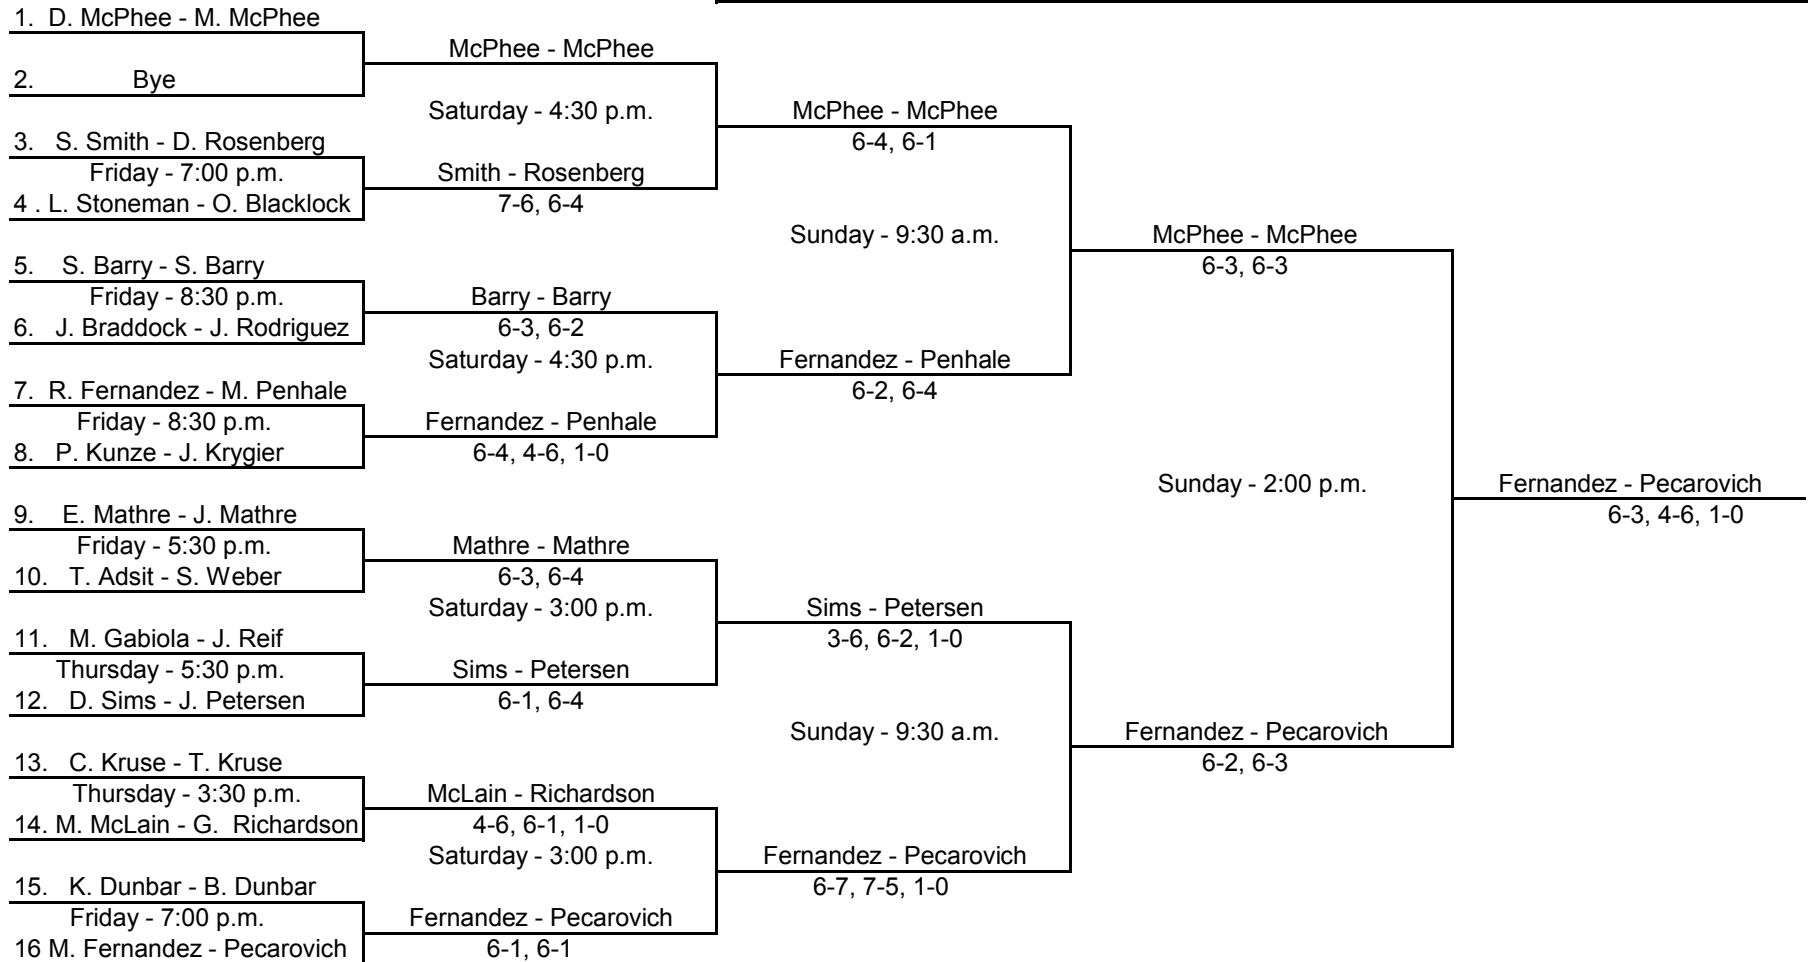 1. D. McPhee - M. McPhee
McPhee - McPhee
2. Bye
Saturday - 4:30 p.m.
McPhee - McPhee
3. S. Smith - D. Rosenberg
6-4, 6-1
Friday - 7:00 p.m.
Smith - Rosenberg
4 . L. Stoneman - O. Blacklock
7-6, 6-4
Sunday - 9:30 a.m.
McPhee - McPhee
5. S. Barry - S. Barry
6-3, 6-3
Friday - 8:30 p.m.
Barry - Barry
6. J. Braddock - J. Rodriguez
6-3, 6-2
Saturday - 4:30 p.m.
Fernandez - Penhale
7. R. Fernandez - M. Penhale
6-2, 6-4
Friday - 8:30 p.m.
Fernandez - Penhale
8. P. Kunze - J. Krygier
6-4, 4-6, 1-0
Sunday - 2:00 p.m.
Fernandez - Pecarovich
9. E. Mathre - J. Mathre
6-3, 4-6, 1-0
Friday - 5:30 p.m.
Mathre - Mathre
10. T. Adsit - S. Weber
6-3, 6-4
Saturday - 3:00 p.m.
Sims - Petersen
11. M. Gabiola - J. Reif
3-6, 6-2, 1-0
Thursday - 5:30 p.m.
Sims - Petersen
12. D. Sims - J. Petersen
6-1, 6-4
Sunday - 9:30 a.m.
Fernandez - Pecarovich
13. C. Kruse - T. Kruse
6-2, 6-3
Thursday - 3:30 p.m.
McLain - Richardson
14. M. McLain - G. Richardson
4-6, 6-1, 1-0
Saturday - 3:00 p.m.
Fernandez - Pecarovich
15. K. Dunbar - B. Dunbar
6-7, 7-5, 1-0
Friday - 7:00 p.m.
Fernandez - Pecarovich
16 M. Fernandez - Pecarovich
6-1, 6-1